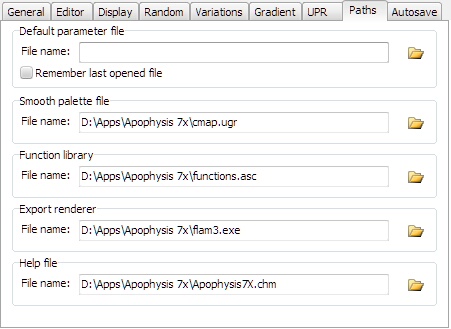 General Editor Display Random Variations Gradient UPR Paths Autosave
Default parameter file
File name:
Remember last opened file
Smooth palette file
File name: D:\Apps\Apophysis 7x\cmap.ugr
Function library
File name: D:\Apps\Apophysis 7x\functions.asc
Export renderer
File name: D:\Apps\Apophysis 7x\flam3.exe
Help file
File name: D:\Apps\Apophysis 7x\Apophysis7X.chm